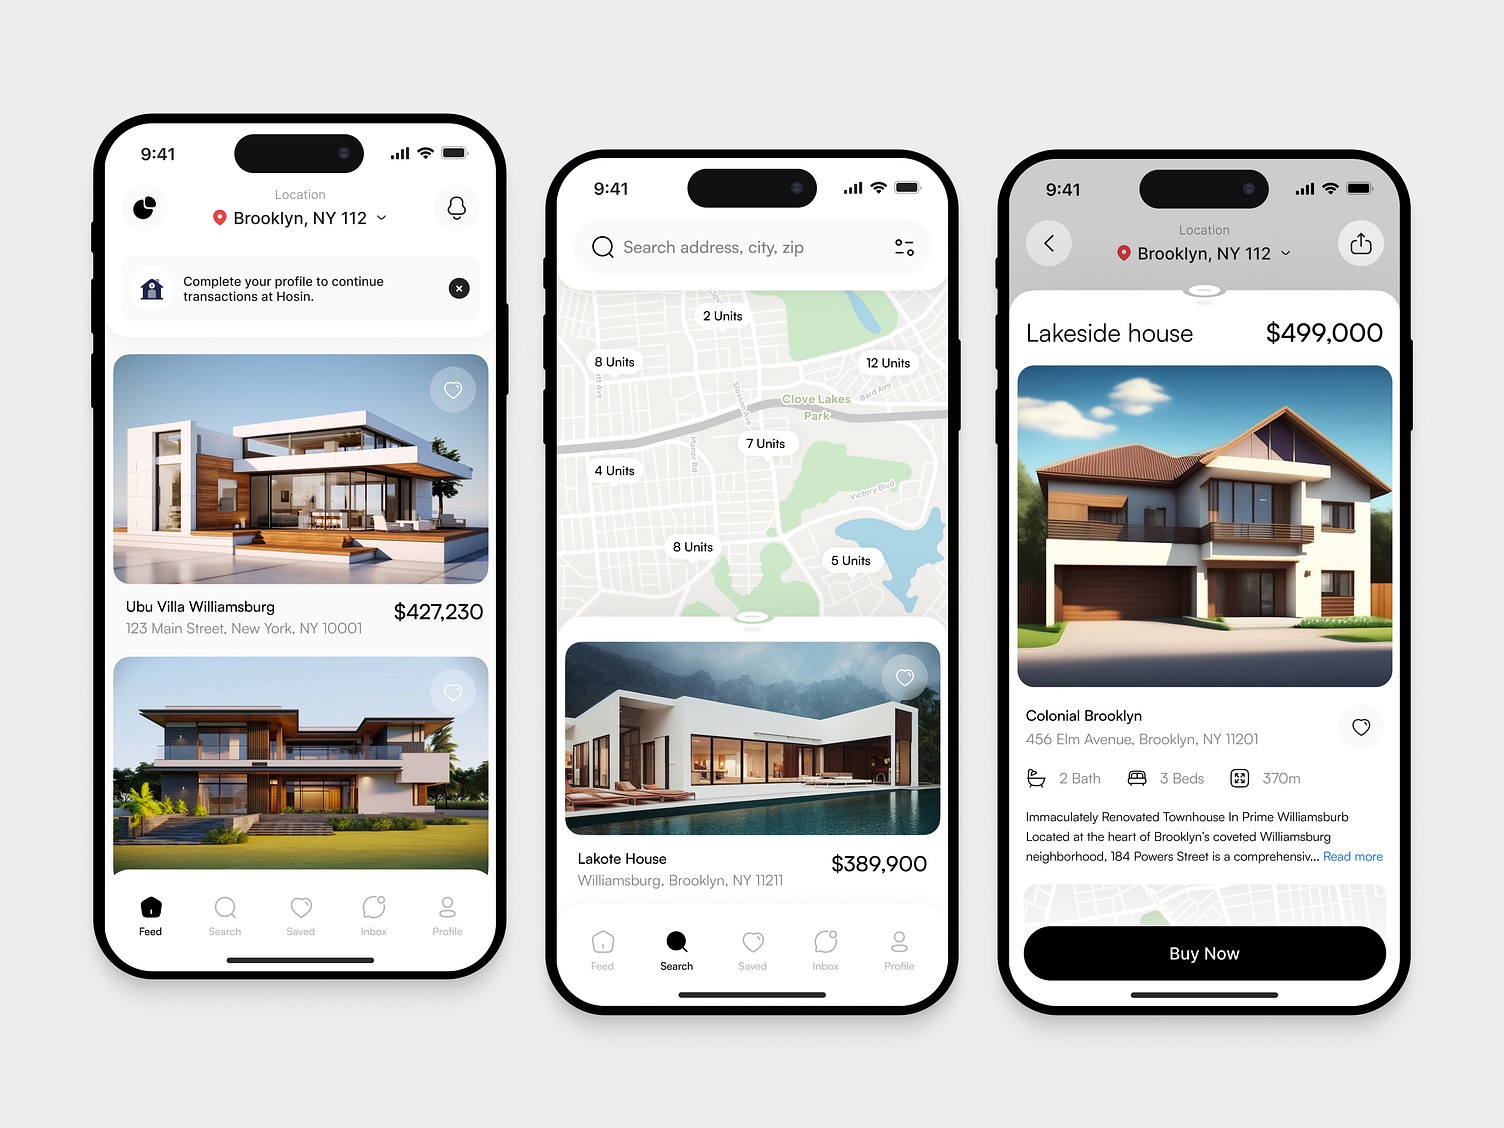 9:41
Location
Brooklyn, NY 112
Complete your profile to continue
transactions at Hosin.
Ubu Villa Williamsburg
$427,230
123 Main Street, New York, NY 10001
Feed
Search
Saved
Inbox
Profile
9:41
Search address, city, zip
2 Units
8 Units
12 Units
Bard Ave
Clove Lakes
Park
Slosson Ave
7 Units
Manor Rd
4 Units
Victory Blvd
8 Units
5 Units
Lakote House
$389,900
Williamsburg, Brooklyn, NY 11211
Feed
Search
Saved
Inbox
Profile
9:41
Location
Brooklyn, NY 112
Lakeside house
$499,000
Colonial Brooklyn
456 Elm Avenue, Brooklyn, NY 11201
2 Bath
3 Beds
370m
Immaculately Renovated Townhouse In Prime Williamsburb
Located at the heart of Brooklyn's coveted Williamsburg
neighborhood, 184 Powers Street is a comprehensiv... Read more
Buy Now